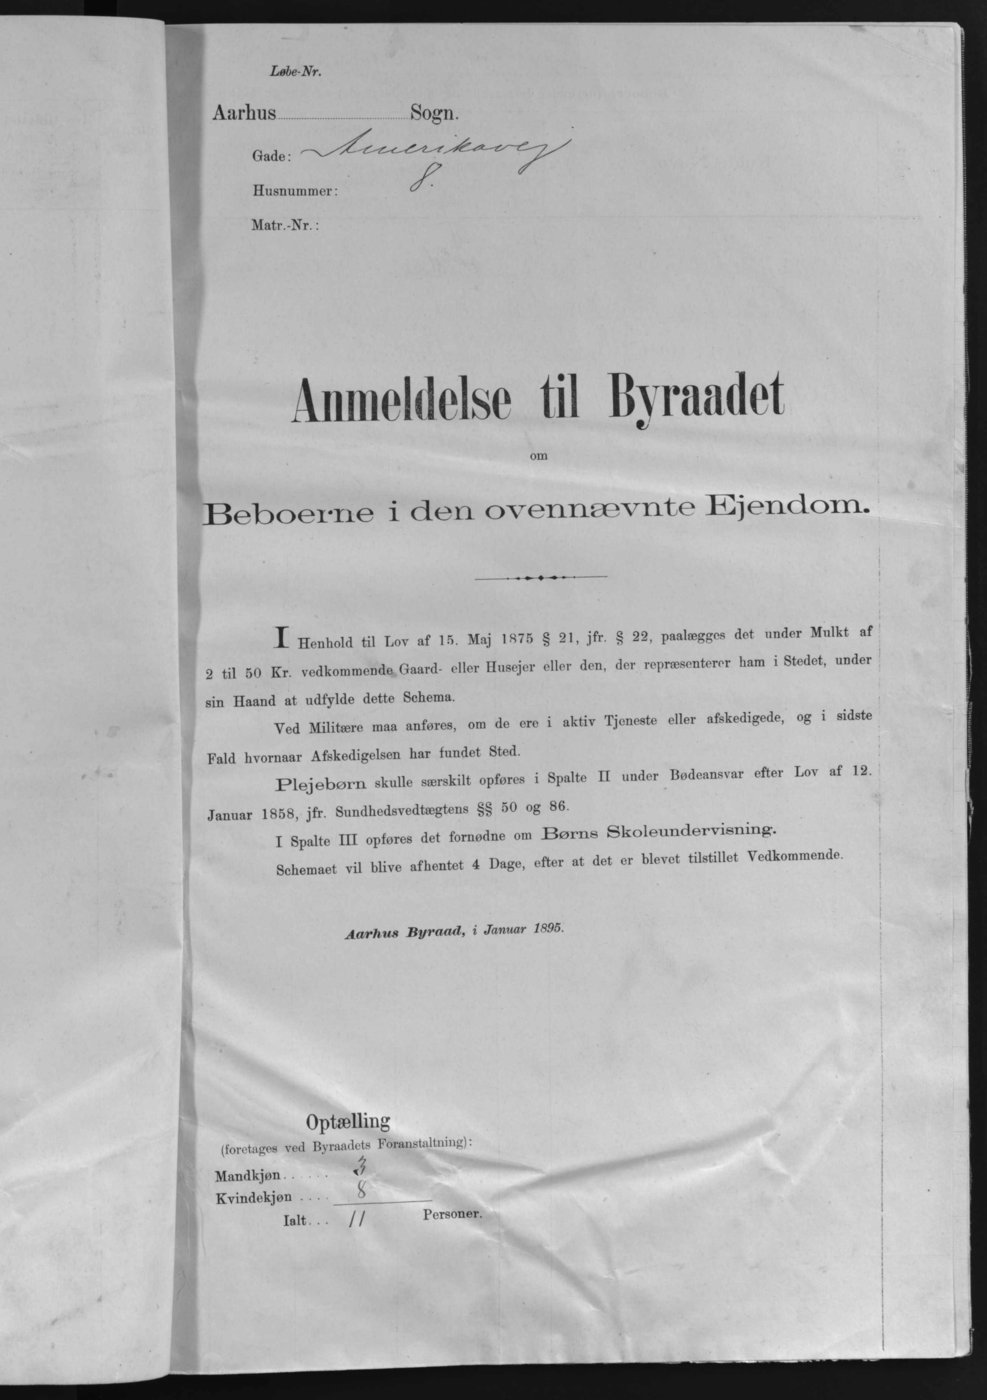 Løbe-Nr.
Aarhus Sogn.
Gade: Amerikavej
Husnummer: 8.
Matr.-Nr.:
Anmeldelse til Byraadet
om
Beboerne i den ovennævnte Ejendom.
I Henhold til Lov af 15. Maj 1875 § 21, jfr. § 22, paalægges det under Mulkt af
2 til 50 Kr. vedkommende Gaard- eller Husejer eller den, der repræsenterer ham i Stedet, under
sin Haand at udfylde dette Schema.
Ved Militære maa anføres, om de ere i aktiv Tjeneste eller afskedigede, og i sidste
Fald hvornaar Afskedigelsen har fundet Sted.
Plejebørn skulle særskilt opføres i Spalte II under Bødeansvar efter Lov af 12.
Januar 1858, jfr. Sundhedsvedtægtens §§ 50 og 86.
I Spalte III opføres det fornødne om Børns Skoleundervisning.
Schemaet vil blive afhentet 4 Dage, efter at det er blevet tilstillet Vedkommende.
Aarhus Byraad, i Januar 1895.
Optælling
(foretages ved Byraadets Foranstaltning):
Mandkjøn...... 3
Kvindekjøn .... 8
Ialt... 11 Personer.